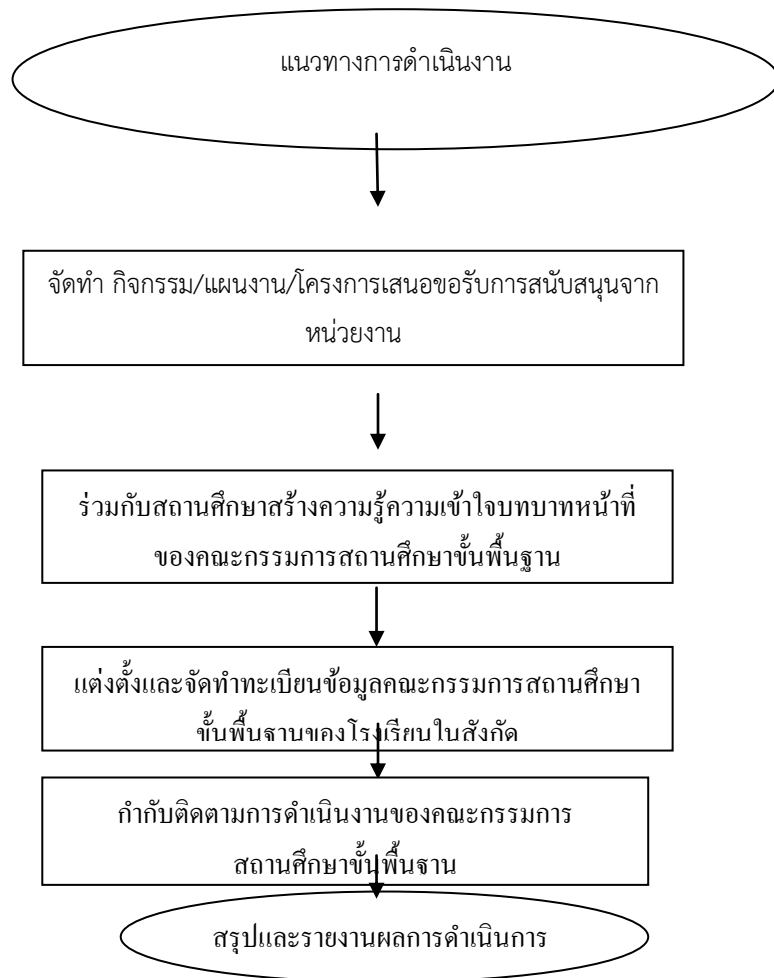 แนวทางการดำเนินงาน
จัดทำ กิจกรรม/แผนงาน/โครงการเสนอขอรับการสนับสนุนจาก
หน่วยงาน
ร่วมกับสถานศึกษาสร้างความรู้ความเข้าใจบทบาทหน้าที่
ของคณะกรรมการสถานศึกษาขั้นพื้นฐาน
แต่งตั้งและจัดทำทะเบียนข้อมูลคณะกรรมการสถานศึกษา
ขั้นพื้นฐานของโรงเรียนในสังกัด
กำกับติดตามการดำเนินงานของคณะกรรมการ
สถานศึกษาขั้นพื้นฐาน
สรุปและรายงานผลการดำเนินการ